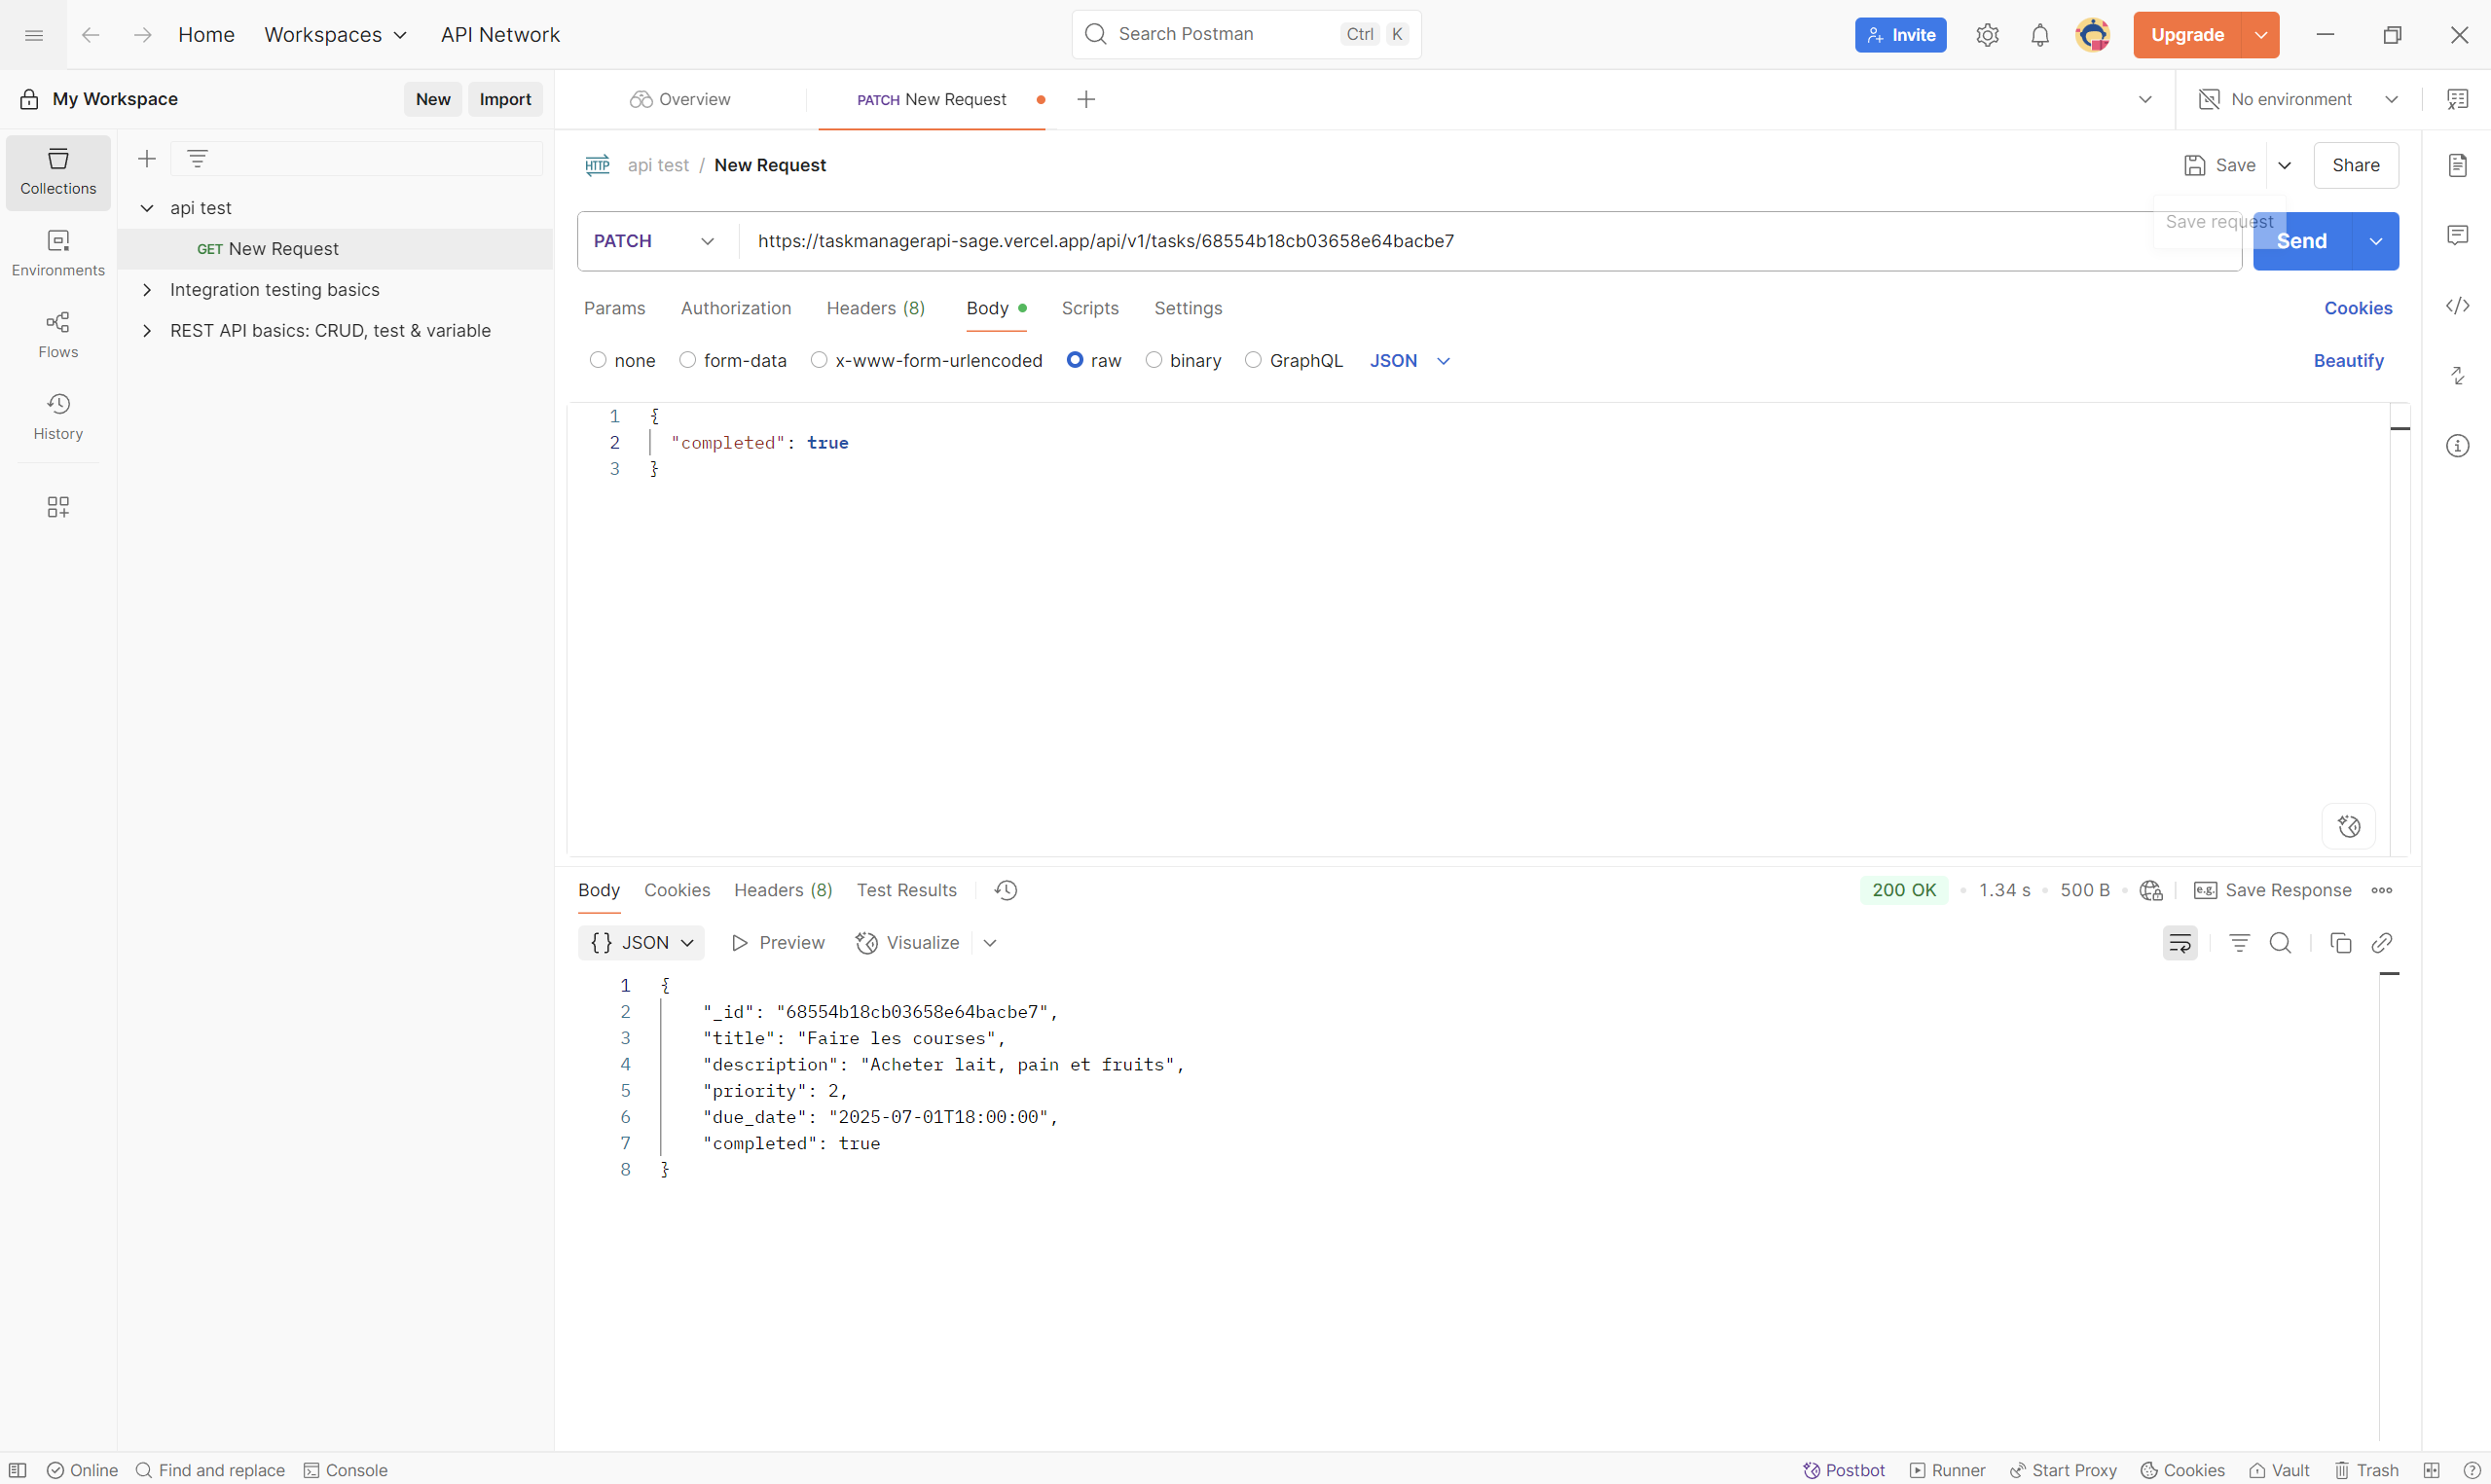 Home Workspaces API Network Search Postman Ctrl K Invite Upgrade
My Workspace New Import Overview PATCH New Request No environment
Collections
Environments
Flows
History
api test
GET New Request
Integration testing basics
REST API basics: CRUD, test & variable
HTTP api test / New Request Save Share
Save request
PATCH https://taskmanagerapi-sage.vercel.app/api/v1/tasks/68554b18cb03658e64bacbe7 Send
Params Authorization Headers (8) Body Scripts Settings Cookies
none form-data x-www-form-urlencoded raw binary GraphQL JSON Beautify
1 {
2 "completed": true
3 }
Body Cookies Headers (8) Test Results 200 OK 1.34 s 500 B e.g. Save Response
{} JSON Preview Visualize
1 {
2 "_id": "68554b18cb03658e64bacbe7",
3 "title": "Faire les courses",
4 "description": "Acheter lait, pain et fruits",
5 "priority": 2,
6 "due_date": "2025-07-01T18:00:00",
7 "completed": true
8 }
Online Find and replace Console Postbot Runner Start Proxy Cookies Vault Trash